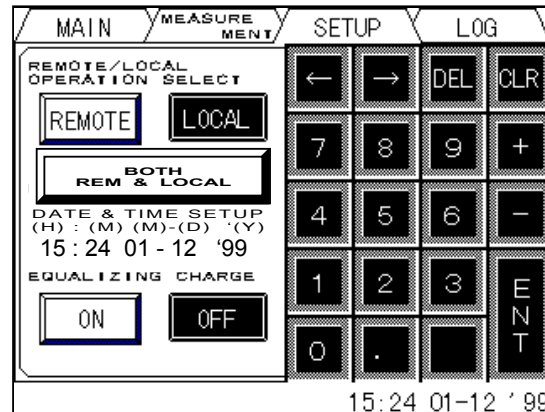 MAIN MEASURE MENT SETUP LOG
REMOTE/LOCAL
OPERATION SELECT
REMOTE LOCAL
BOTH
REM & LOCAL
DATE & TIME SETUP
(H) : (M) (M)-(D) '(Y)
15 : 24 01 - 12 ‘99
EQUALIZING CHARGE
ON OFF
← → DEL CLR
7 8 9 +
4 5 6 −
1 2 3 ENT
0 .
15:24 01-12 '99